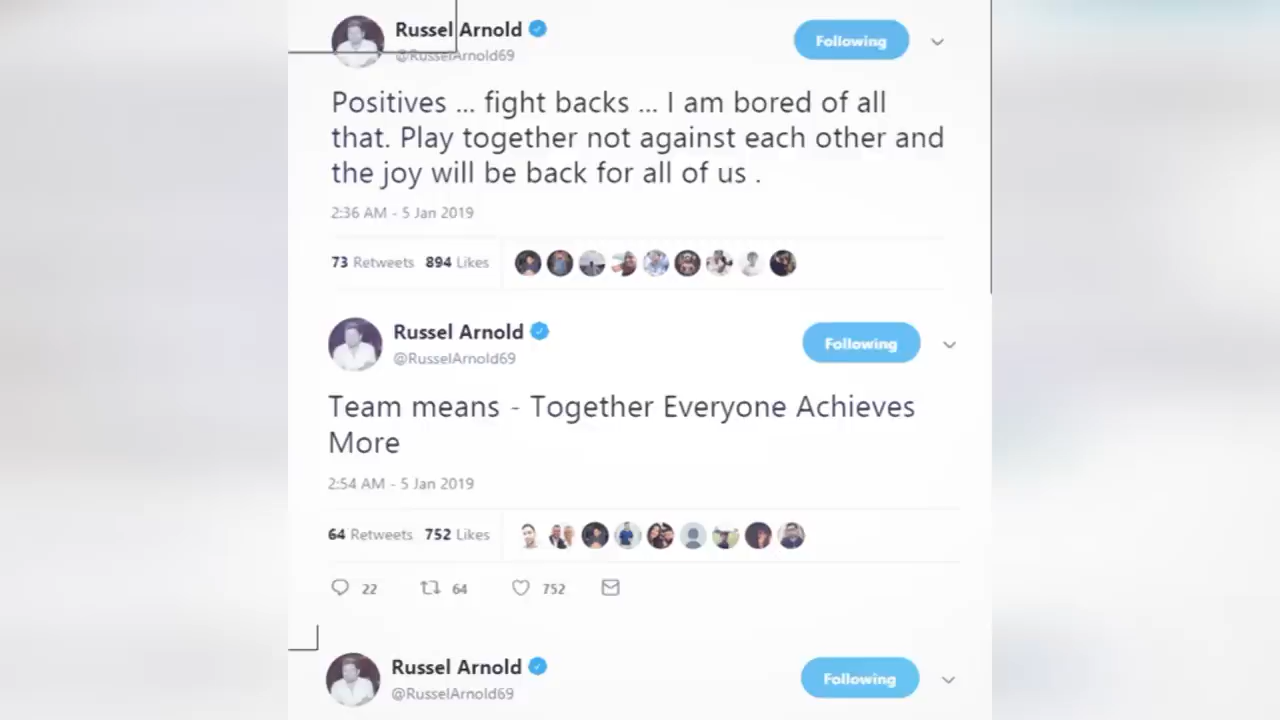 Russel Arnold
@RusselArnold69
Following
Positives ... fight backs ... I am bored of all
that. Play together not against each other and
the joy will be back for all of us .
2:36 AM - 5 Jan 2019
73 Retweets 894 Likes
Russel Arnold
@RusselArnold69
Following
Team means - Together Everyone Achieves
More
2:54 AM - 5 Jan 2019
64 Retweets 752 Likes
22 64 752
Russel Arnold
@RusselArnold69
Following